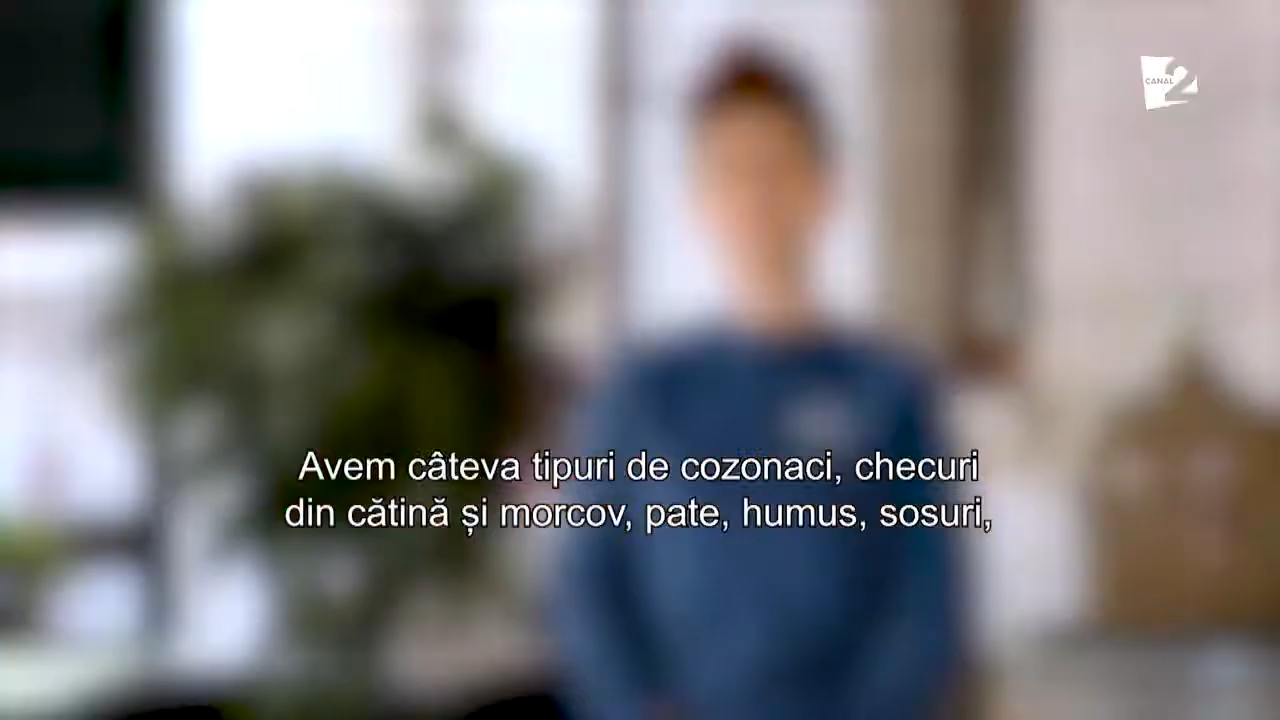 CANAL 2
Avem câteva tipuri de cozonaci, checuri
din cătină și morcov, pate, humus, sosuri,